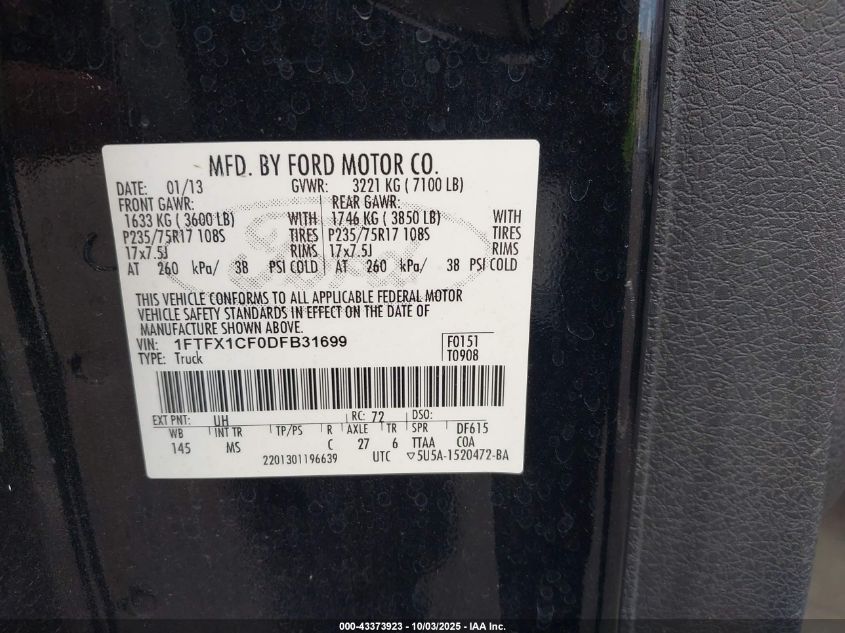 MFD. BY FORD MOTOR CO.
DATE: 01/13 GVWR: 3221 KG ( 7100 LB)
FRONT GAWR: REAR GAWR:
1633 KG ( 3600 LB) WITH 1746 KG ( 3850 LB) WITH
P235/75R17 108S TIRES P235/75R17 108S TIRES
17x7.5J RIMS 17x7.5J RIMS
AT 260 kPa/ 38 PSI COLD AT 260 kPa/ 38 PSI COLD
Ford
THIS VEHICLE CONFORMS TO ALL APPLICABLE FEDERAL MOTOR
VEHICLE SAFETY STANDARDS IN EFFECT ON THE DATE OF
MANUFACTURE SHOWN ABOVE.
VIN: 1FTFX1CF0DFB31699 F0151
TYPE: Truck T0908
EXT PNT: UH RC: 72 DSO:
WB INT TR TP/PS R AXLE TR SPR DF615
145 MS C 27 6 TTAA COA
2201301196639 UTC ▽5U5A-1520472-BA
000-43373923 - 10/03/2025 - IAA Inc.